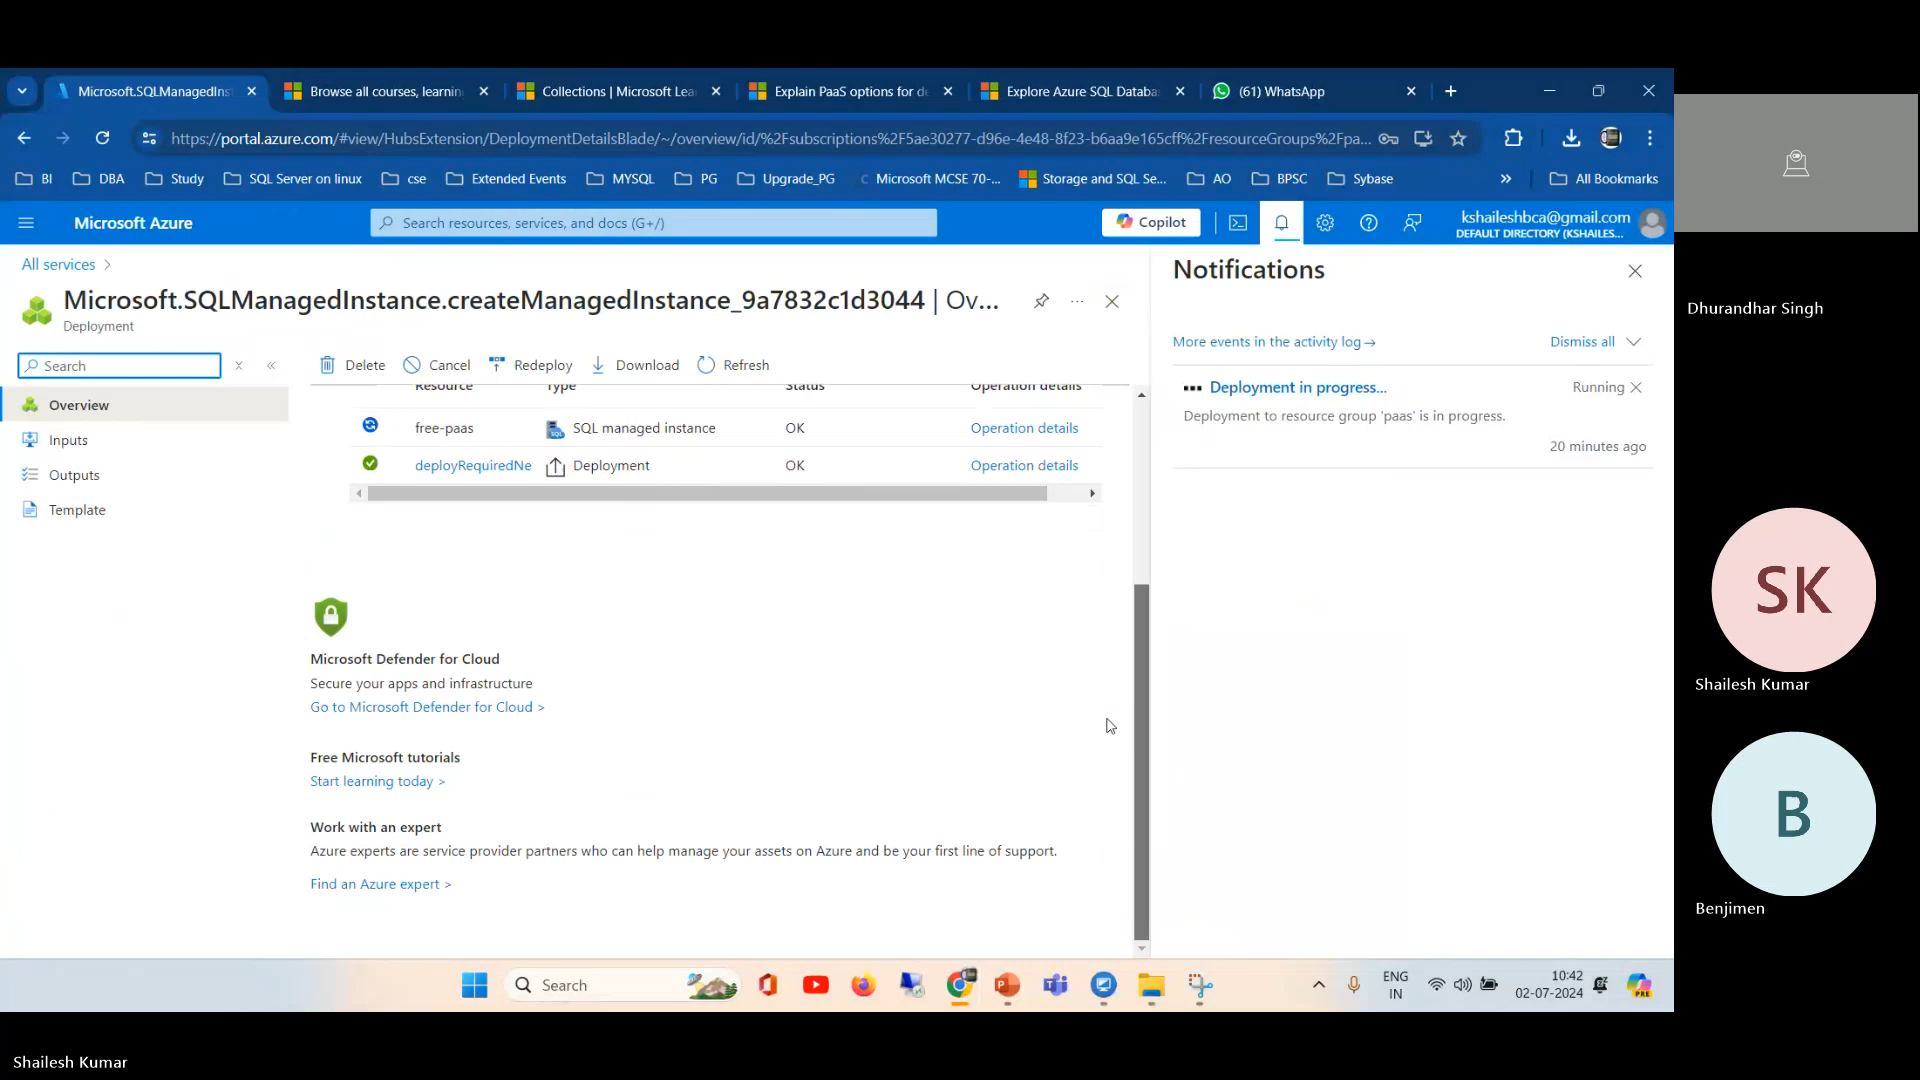 Microsoft.SQLManagedIns
Browse all courses, learnin
Collections | Microsoft Lea
Explain PaaS options for de
Explore Azure SQL Databa
(61) WhatsApp
https://portal.azure.com/#view/HubsExtension/DeploymentDetailsBlade/~/overview/id/%2Fsubscriptions%2F5ae30277-d96e-4e48-8f23-b6aa9e165cff%2FresourceGroups%2Fpa...
BI
DBA
Study
SQL Server on linux
cse
Extended Events
MYSQL
PG
Upgrade_PG
Microsoft MCSE 70-...
Storage and SQL Se...
AO
BPSC
Sybase
All Bookmarks
Microsoft Azure
Search resources, services, and docs (G+/)
Copilot
kshaileshbca@gmail.com
DEFAULT DIRECTORY (KSHAILES...
All services
Microsoft.SQLManagedInstance.createManagedInstance_9a7832c1d3044 | Ov...
Deployment
Search
Delete
Cancel
Redeploy
Download
Refresh
Overview
Inputs
Outputs
Template
Resource Type Status Operation details
free-paas SQL managed instance OK Operation details
deployRequiredNe Deployment OK Operation details
Microsoft Defender for Cloud
Secure your apps and infrastructure
Go to Microsoft Defender for Cloud >
Free Microsoft tutorials
Start learning today >
Work with an expert
Azure experts are service provider partners who can help manage your assets on Azure and be your first line of support.
Find an Azure expert >
Notifications
More events in the activity log →
Dismiss all
Deployment in progress...
Running
Deployment to resource group 'paas' is in progress.
20 minutes ago
Dhurandhar Singh
SK
Shailesh Kumar
B
Benjimen
Search
ENG
IN
10:42
02-07-2024
PRE
Shailesh Kumar